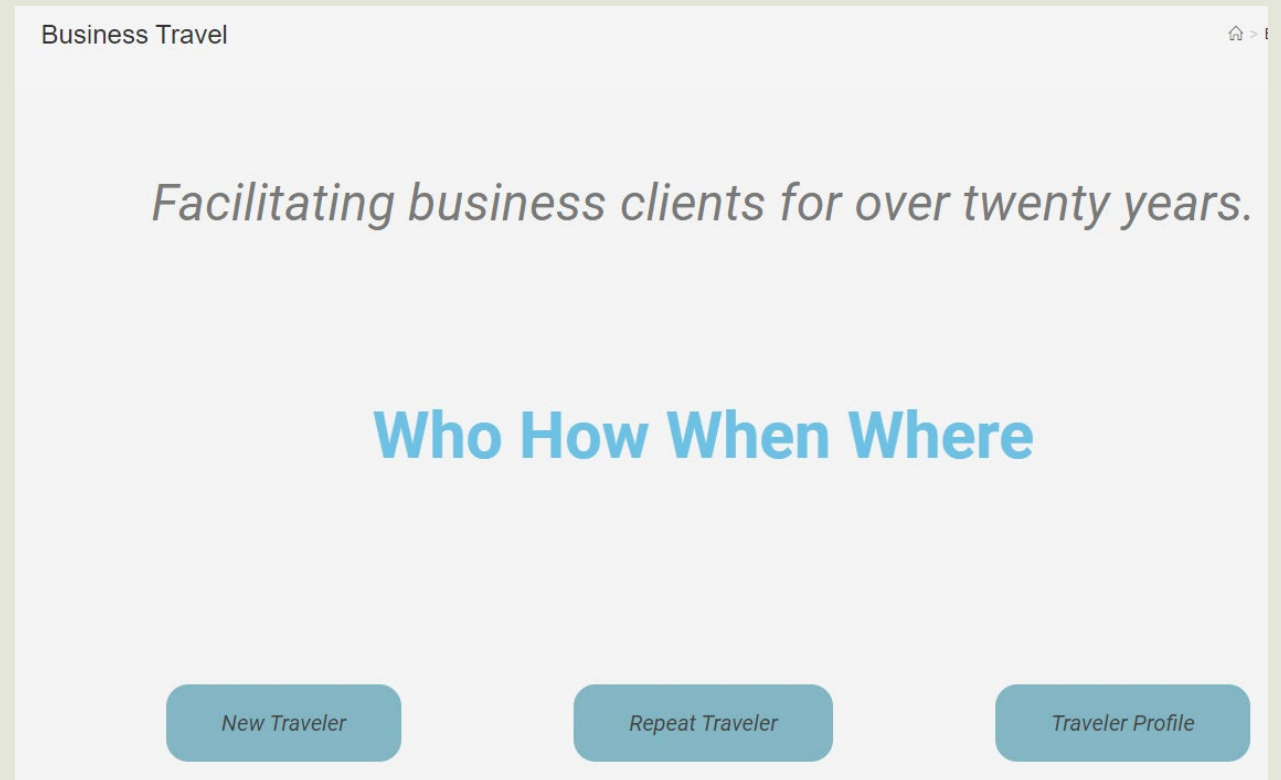 Business Travel
>
Facilitating business clients for over twenty years.
Who How When Where
New Traveler
Repeat Traveler
Traveler Profile